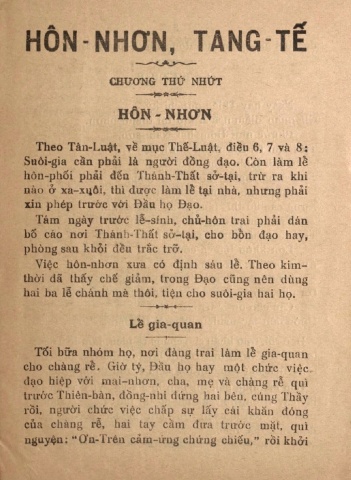 HÔN-NHƠN, TANG-TẾ
CHƯƠNG THỨ NHỨT
HÔN - NHƠN
Theo Tân-Luật, về mục Thế-Luật, điều 6, 7 và 8:
Suôi-gia cần phải là người đồng đạo. Còn làm lễ
hôn-phối phải đến Thánh-Thất sở-tại, trừ ra khi
nào ở xa-xuôi, thì được làm lễ tại nhà, nhưng phải
xin phép trước với Đầu họ Đạo.
Tám ngày trước lễ-sính, chủ-hôn trai phải dán
bố cáo nơi Thánh-Thất sở-tại, cho bổn đạo hay,
phòng sau khỏi đều trắc trở.
Việc hôn-nhơn xưa có định sáu lễ. Theo kim-
thời đã thấy chế giảm, trong Đạo cũng nên dùng
hai ba lễ chánh mà thôi, tiện cho suôi-gia hai họ.
Lễ gia-quan
Tối bữa nhóm họ, nơi đàng trai làm lễ gia-quan
cho chàng rể. Giờ tý, Đầu họ hay một chức việc
đạo hiệp với mai-nhơn, cha, mẹ và chàng rể quì
trước Thiên-bàn, đồng-nhi đứng hai bên, cúng Thầy
rồi, người chức việc chấp sự lấy cái khăn đóng
của chàng rể, hai tay cầm đưa trước mặt, quì
nguyện: "Ơn-Trên cảm-ứng chứng chiếu," rồi khởi